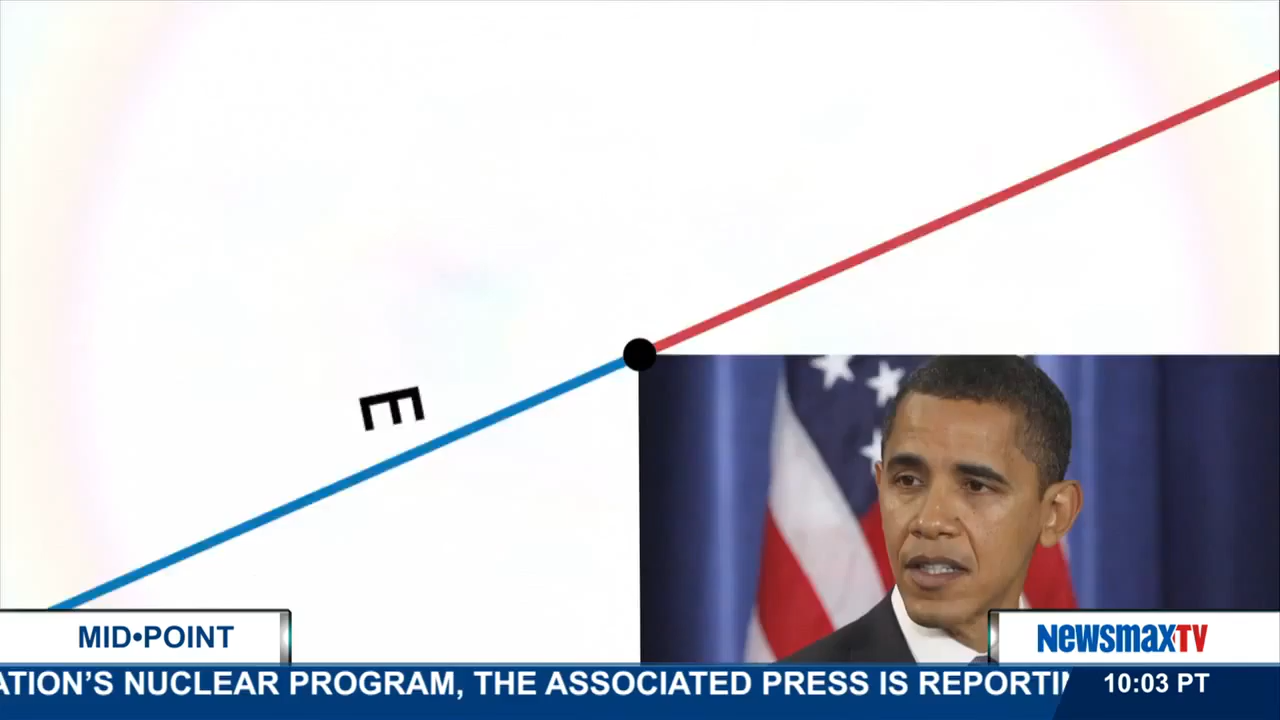 E
MID•POINT
NEWSMAXTV
ATION'S NUCLEAR PROGRAM, THE ASSOCIATED PRESS IS REPORTI
10:03 PT